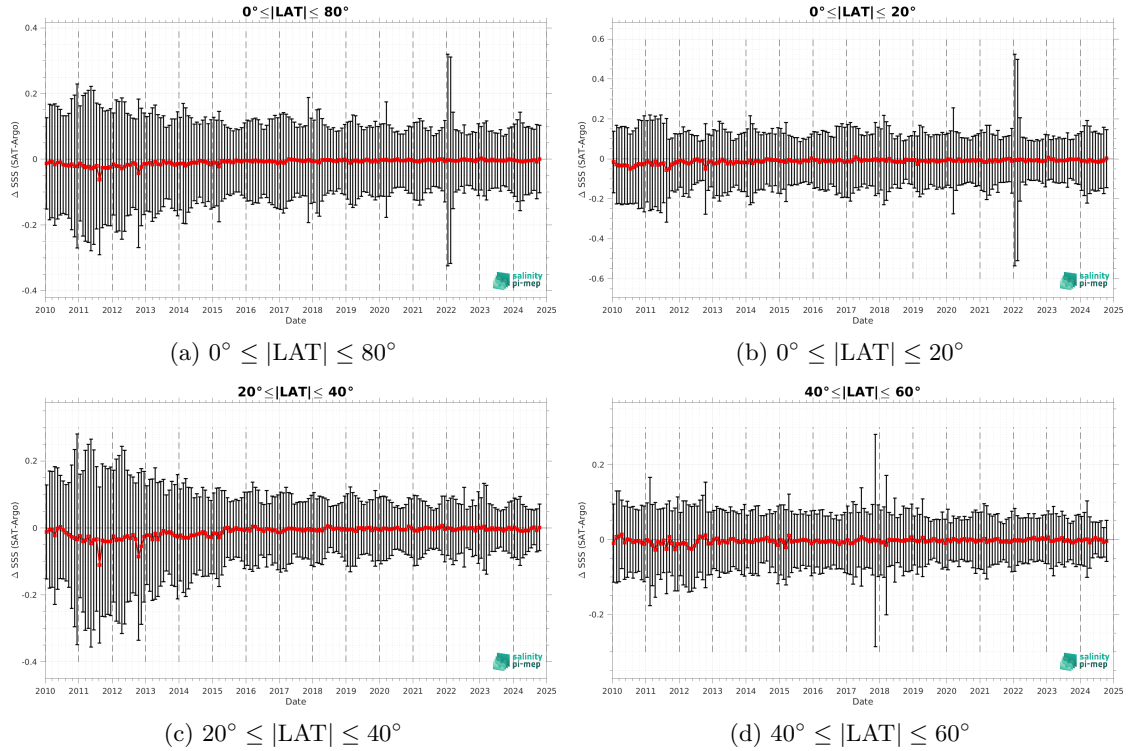 0°≤|LAT|≤ 80°
Δ SSS (SAT-Argo)
0.4
0.2
0
-0.2
-0.4
2010 2011 2012 2013 2014 2015 2016 2017 2018 2019 2020 2021 2022 2023 2024 2025
Date
salinity
pi-mep
(a) 0° ≤ |LAT| ≤ 80°
0°≤|LAT|≤ 20°
Δ SSS (SAT-Argo)
0.6
0.4
0.2
0
-0.2
-0.4
-0.6
2010 2011 2012 2013 2014 2015 2016 2017 2018 2019 2020 2021 2022 2023 2024 2025
Date
salinity
pi-mep
(b) 0° ≤ |LAT| ≤ 20°
20°≤|LAT|≤ 40°
Δ SSS (SAT-Argo)
0.2
0
-0.2
-0.4
2010 2011 2012 2013 2014 2015 2016 2017 2018 2019 2020 2021 2022 2023 2024 2025
Date
salinity
pi-mep
(c) 20° ≤ |LAT| ≤ 40°
40°≤|LAT|≤ 60°
Δ SSS (SAT-Argo)
0.2
0
-0.2
2010 2011 2012 2013 2014 2015 2016 2017 2018 2019 2020 2021 2022 2023 2024 2025
Date
salinity
pi-mep
(d) 40° ≤ |LAT| ≤ 60°